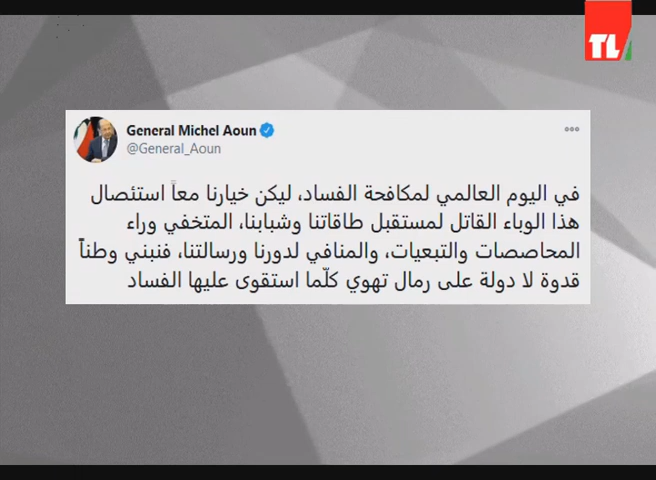 TL
General Michel Aoun
@General_Aoun
في اليوم العالمي لمكافحة الفساد، ليكن خيارنا معاً استئصال
هذا الوباء القاتل لمستقبل طاقاتنا وشبابنا، المتخفي وراء
المحاصصات والتبعيات، والمنافي لدورنا ورسالتنا، فنبني وطناً
قدوة لا دولة على رمال تهوي كلّما استقوى عليها الفساد